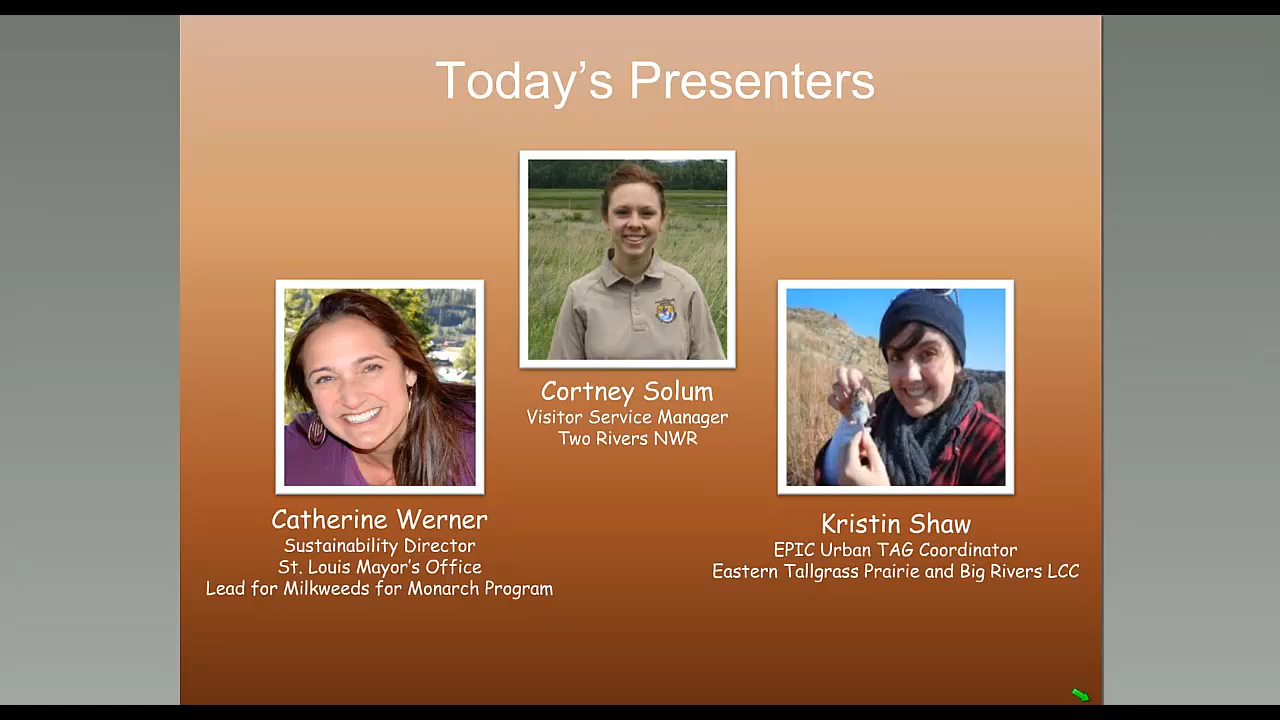 Today's Presenters
Cortney Solum
Visitor Service Manager
Two Rivers NWR
Catherine Werner
Sustainability Director
St. Louis Mayor's Office
Lead for Milkweeds for Monarch Program
Kristin Shaw
EPIC Urban TAG Coordinator
Eastern Tallgrass Prairie and Big Rivers LCC